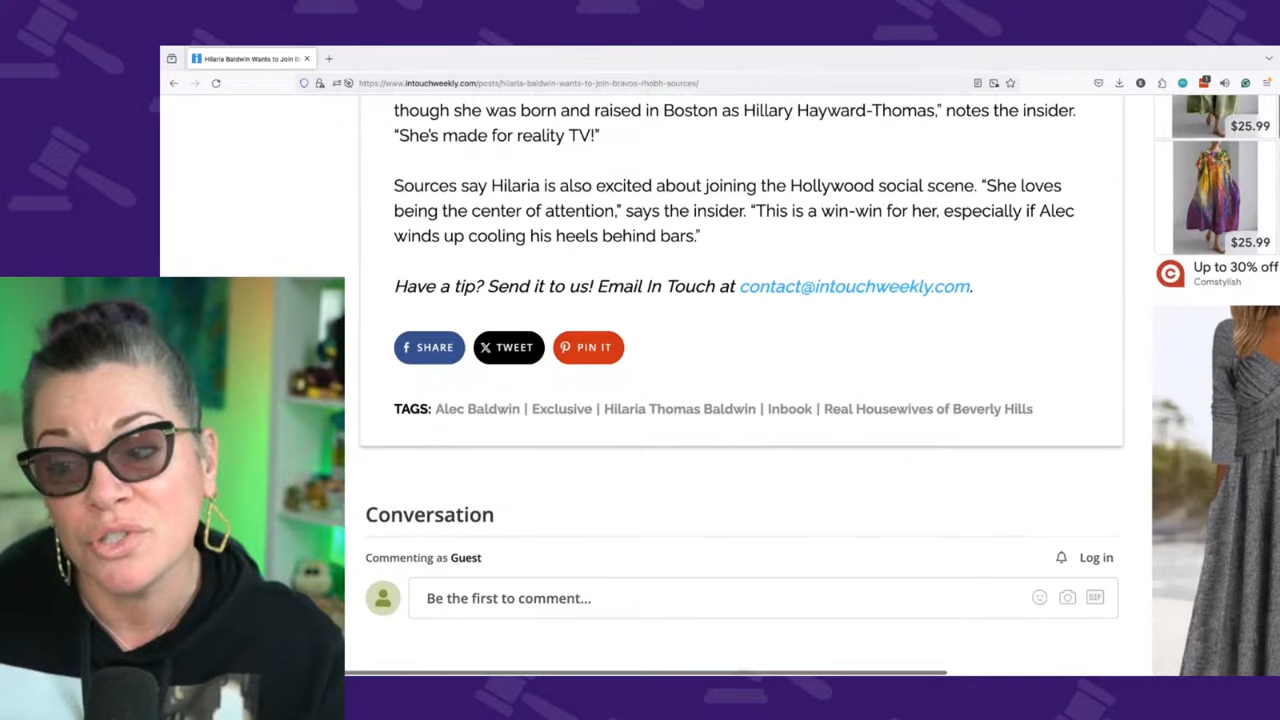 Hilaria Baldwin Wants to Join B
https://www.intouchweekly.com/posts/hilaria-baldwin-wants-to-join-bravos-rhobh-sources/
though she was born and raised in Boston as Hillary Hayward-Thomas,” notes the insider.
“She’s made for reality TV!”
Sources say Hilaria is also excited about joining the Hollywood social scene. “She loves
being the center of attention,” says the insider. “This is a win-win for her, especially if Alec
winds up cooling his heels behind bars.”
Have a tip? Send it to us! Email In Touch at contact@intouchweekly.com.
SHARE TWEET PIN IT
TAGS: Alec Baldwin | Exclusive | Hilaria Thomas Baldwin | Inbook | Real Housewives of Beverly Hills
Conversation
Commenting as Guest
Log in
Be the first to comment...
GIF
$25.99
$25.99
Up to 30% off
Comstylish